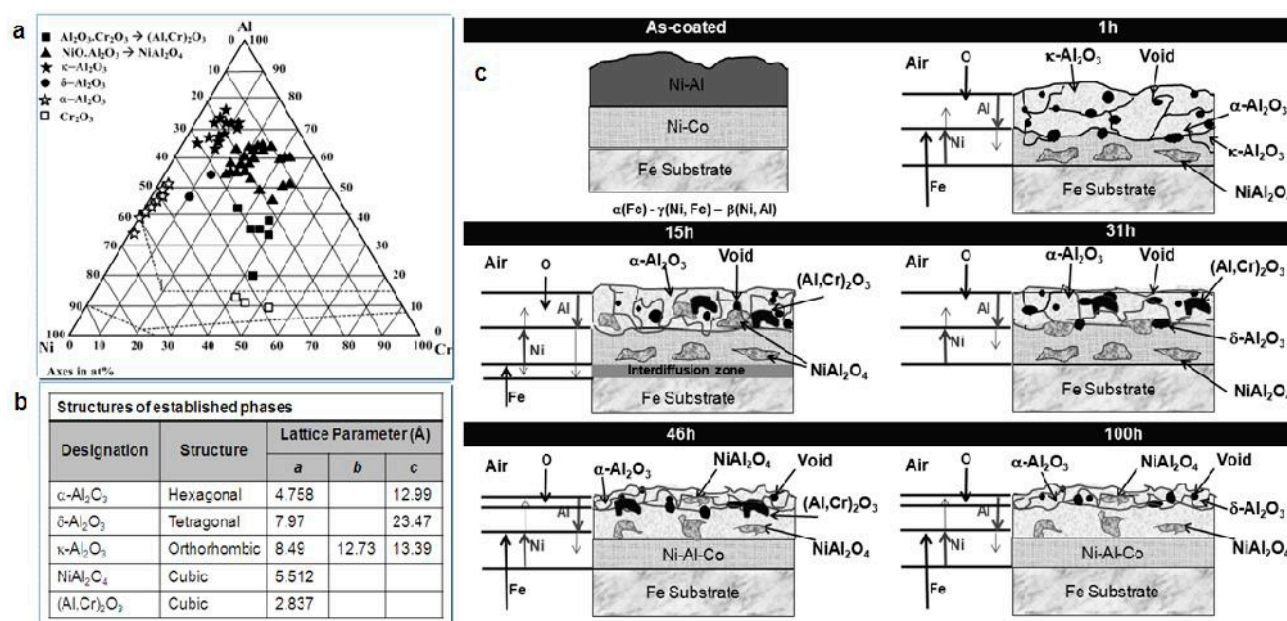 a
Al
■ Al₂O₃.Cr₂O₃ → (Al,Cr)₂O₃
▲ NiO.Al₂O₃ → NiAl₂O₄
★ κ–Al₂O₃
● δ–Al₂O₃
☆ α–Al₂O₃
□ Cr₂O₃
0 100
10 90
20 80
30 70
40 60
50 50
60 40
70 30
80 20
90 10
100 0
Ni 0 10 20 30 40 50 60 70 80 90 100 Cr
Axes in at%
b
Structures of established phases
Designation Structure Lattice Parameter (Å)
a b c
α-Al₂O₃ Hexagonal 4.758 12.99
δ-Al₂O₃ Tetragonal 7.97 23.47
κ-Al₂O₃ Orthorhombic 8.49 12.73 13.39
NiAl₂O₄ Cubic 5.512
(Al,Cr)₂O₃ Cubic 2.837
c
As-coated
Ni-Al
Ni-Co
Fe Substrate
α(Fe) - γ(Ni, Fe) – β(Ni, Al)
1h
Air O
κ-Al₂O₃
Void
Al
Ni
Fe
α-Al₂O₃
κ-Al₂O₃
NiAl₂O₄
Fe Substrate
15h
Air O
α-Al₂O₃
Void
(Al,Cr)₂O₃
Al
Ni
NiAl₂O₄
Interdiffusion zone
Fe
Fe Substrate
31h
Air O
α-Al₂O₃
Void
(Al,Cr)₂O₃
Al
Ni
δ-Al₂O₃
NiAl₂O₄
Fe
Fe Substrate
46h
Air O
α-Al₂O₃
NiAl₂O₄
Void
(Al,Cr)₂O₃
Al
Ni
NiAl₂O₄
Ni-Al-Co
Fe
Fe Substrate
100h
Air O
α-Al₂O₃
NiAl₂O₄
Void
δ-Al₂O₃
Al
Ni
NiAl₂O₄
Ni-Al-Co
Fe
Fe Substrate